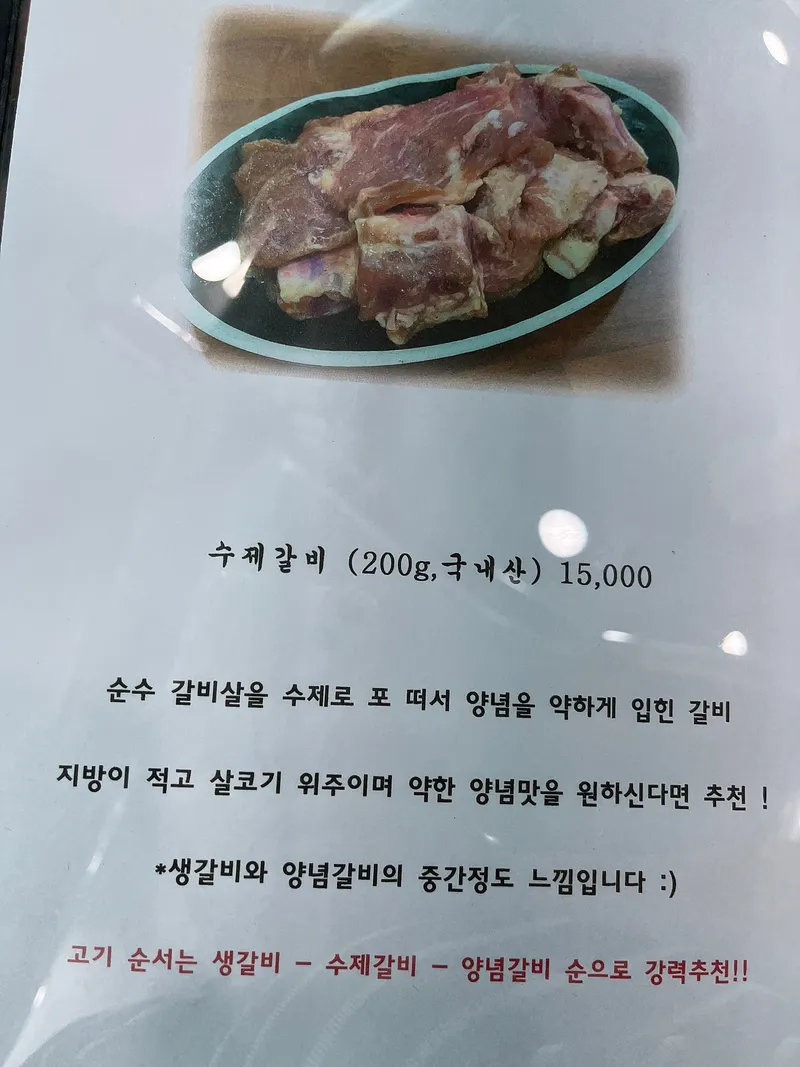 수제갈비 (200g,국내산) 15,000
순수 갈비살을 수제로 포 떠서 양념을 약하게 입힌 갈비
지방이 적고 살코기 위주이며 약한 양념맛을 원하신다면 추천 !
*생갈비와 양념갈비의 중간정도 느낌입니다 :)
고기 순서는 생갈비 - 수제갈비 - 양념갈비 순으로 강력추천!!